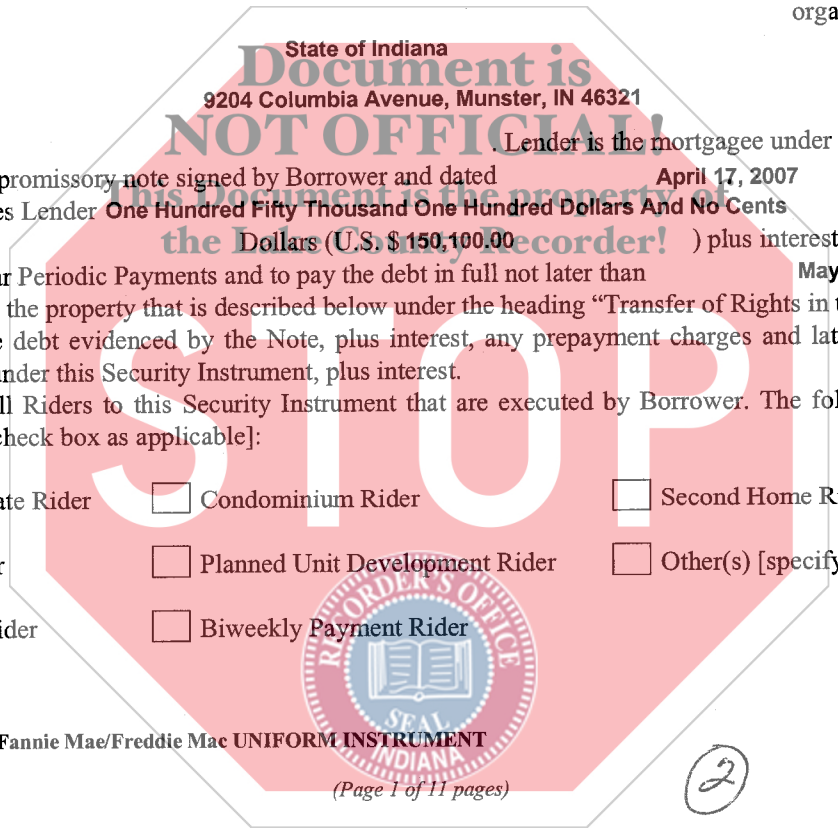 orga
State of Indiana
Document is
9204 Columbia Avenue, Munster, IN 46321
NOT OFFICIAL!
. Lender is the mortgagee under
promissory note signed by Borrower and dated April 17, 2007
This Document is the property of
es Lender One Hundred Fifty Thousand One Hundred Dollars And No Cents
the Lake County Recorder!
Dollars (U.S. $ 150,100.00 ) plus interest
ar Periodic Payments and to pay the debt in full not later than May
the property that is described below under the heading “Transfer of Rights in t
e debt evidenced by the Note, plus interest, any prepayment charges and lat
under this Security Instrument, plus interest.
ll Riders to this Security Instrument that are executed by Borrower. The fol
check box as applicable]:
STOP
ate Rider Condominium Rider Second Home R
r Planned Unit Development Rider Other(s) [specify
ider Biweekly Payment Rider
RECORDER'S OFFICE
SEAL
INDIANA
Fannie Mae/Freddie Mac UNIFORM INSTRUMENT
(Page 1 of 11 pages)
2